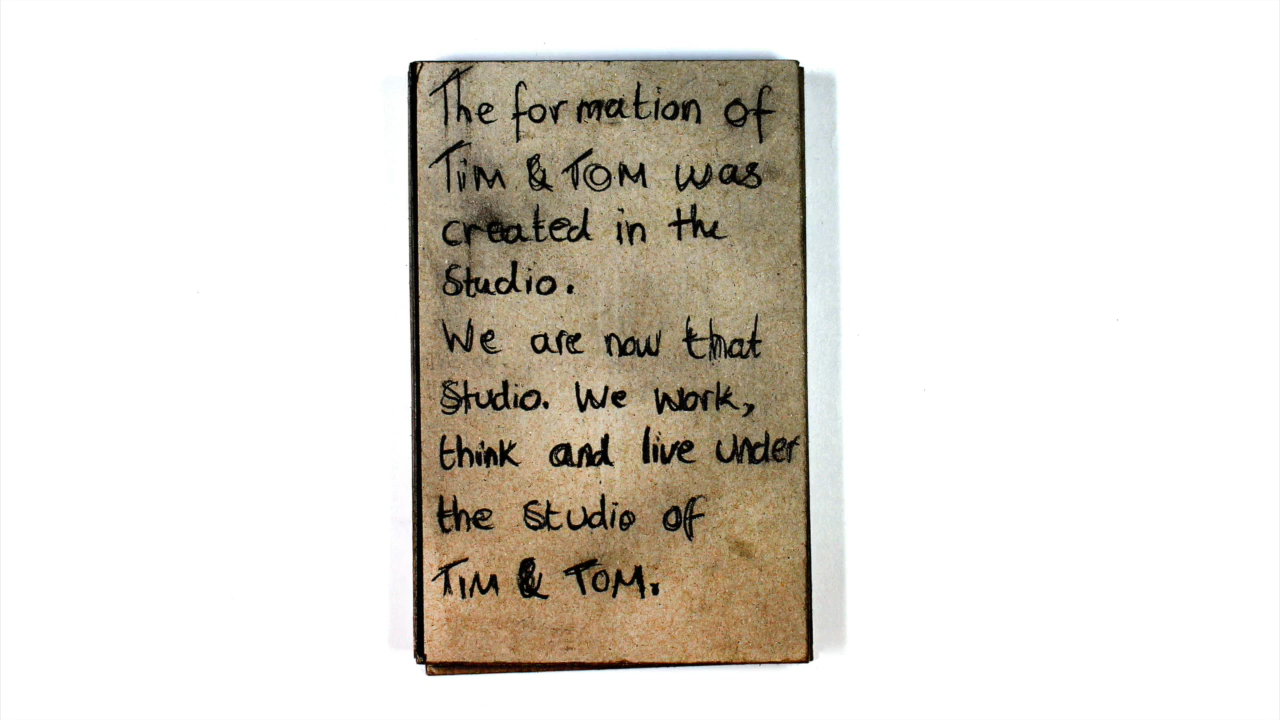 The formation of
TiM & TOM was
created in the
Studio.
We are now that
Studio. We work,
think and live under
the studio of
TIM & TOM.